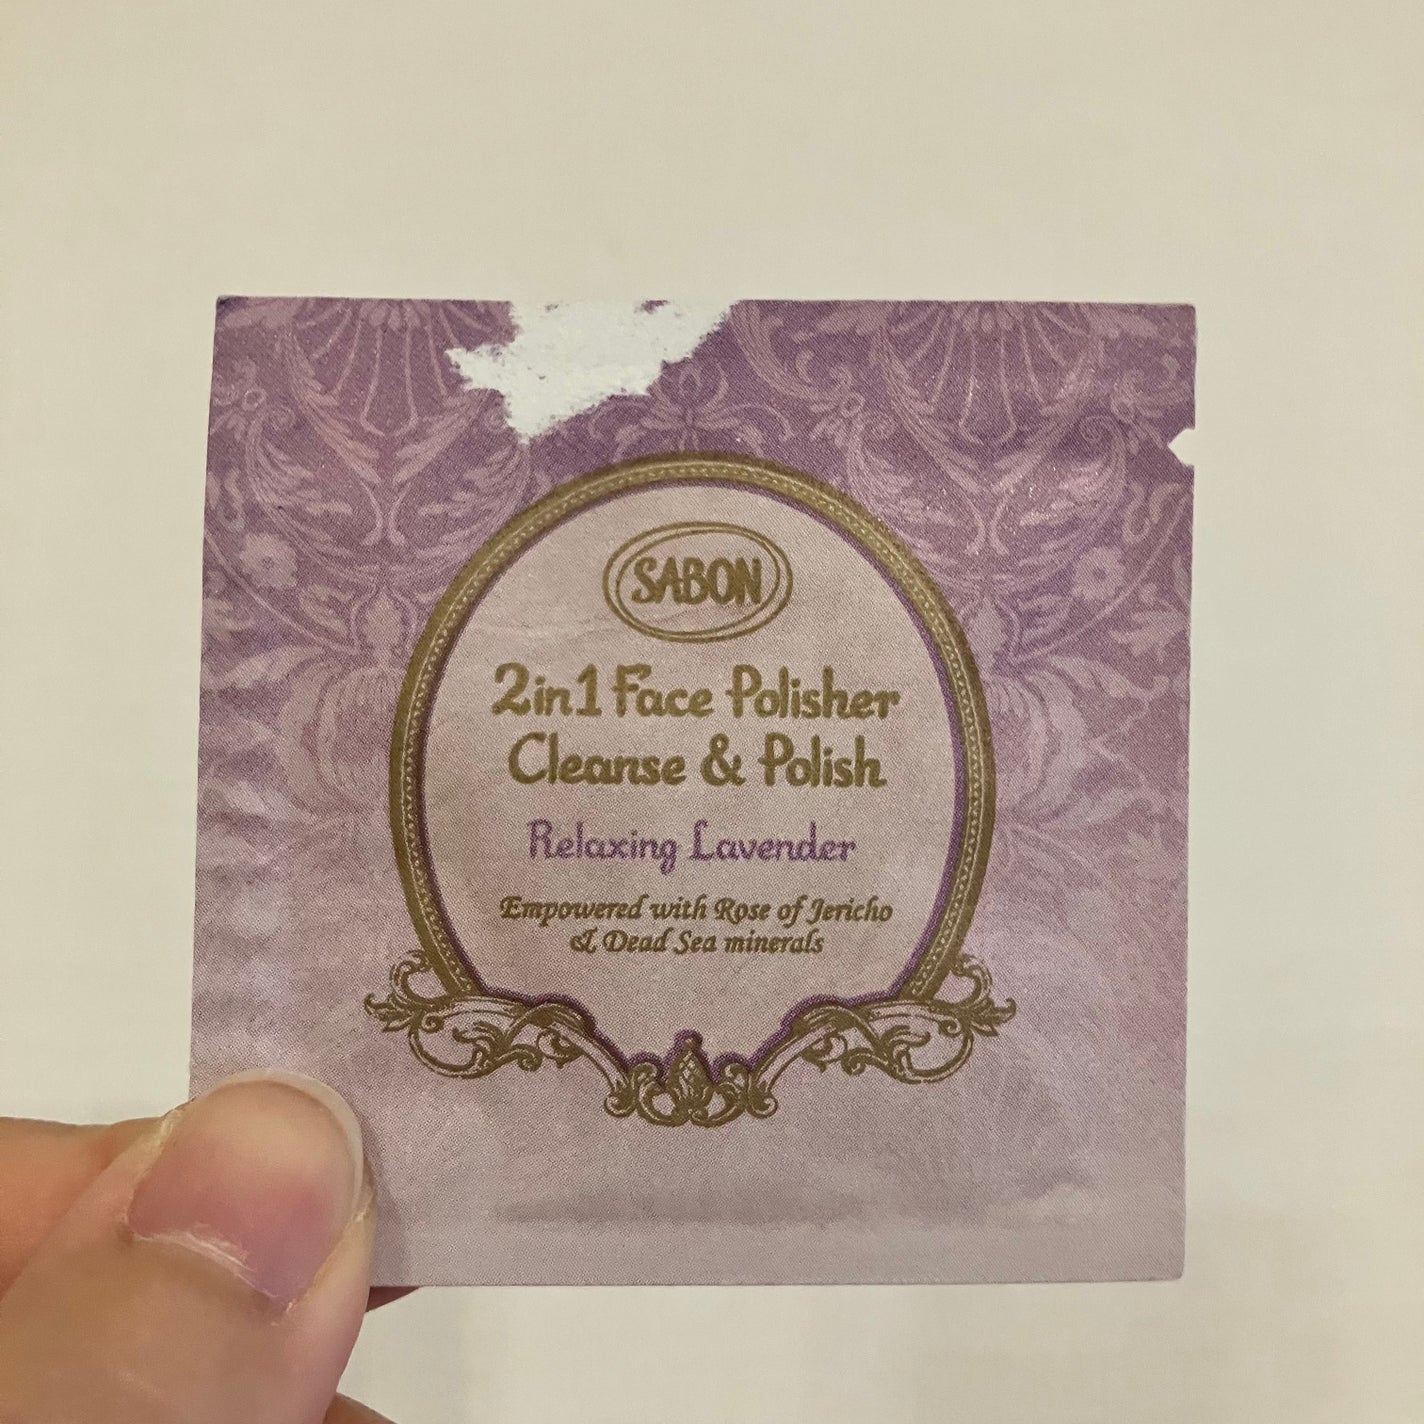 SABON
2in1 Face Polisher
Cleanse & Polish
Relaxing Lavender
Empowered with Rose of Jericho
& Dead Sea minerals